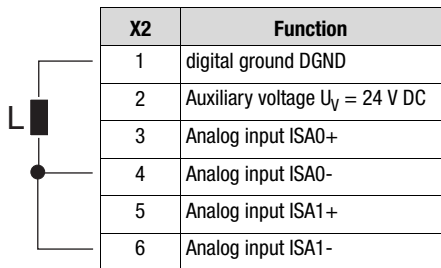 X2 Function
1 digital ground DGND
2 Auxiliary voltage UV = 24 V DC
3 Analog input ISA0+
L
4 Analog input ISA0-
5 Analog input ISA1+
6 Analog input ISA1-